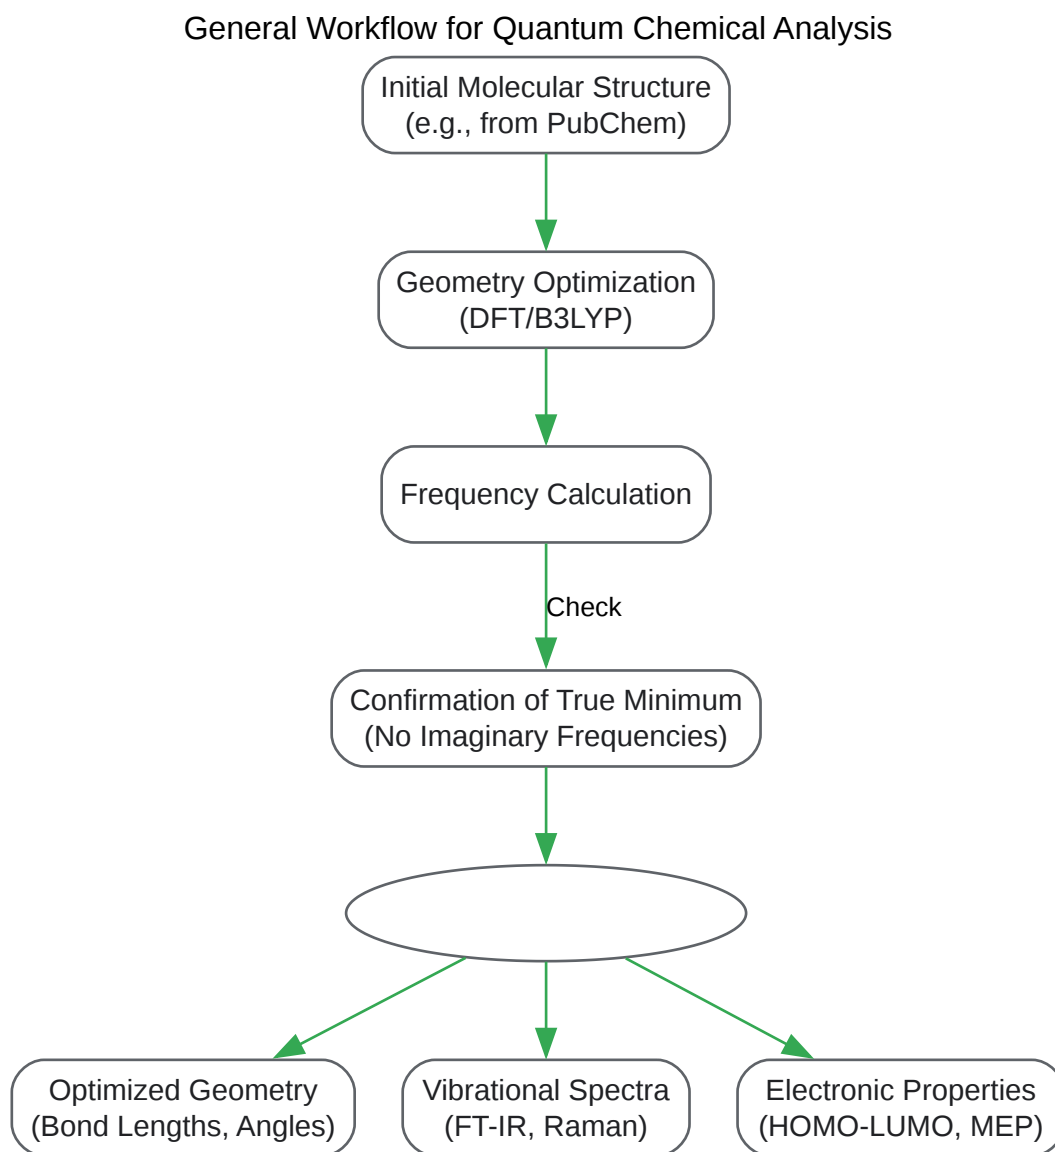 General Workflow for Quantum Chemical Analysis
Initial Molecular Structure
(e.g., from PubChem)
Geometry Optimization
(DFT/B3LYP)
Frequency Calculation
Check
Confirmation of True Minimum
(No Imaginary Frequencies)
Optimized Geometry
(Bond Lengths, Angles)
Vibrational Spectra
(FT-IR, Raman)
Electronic Properties
(HOMO-LUMO, MEP)